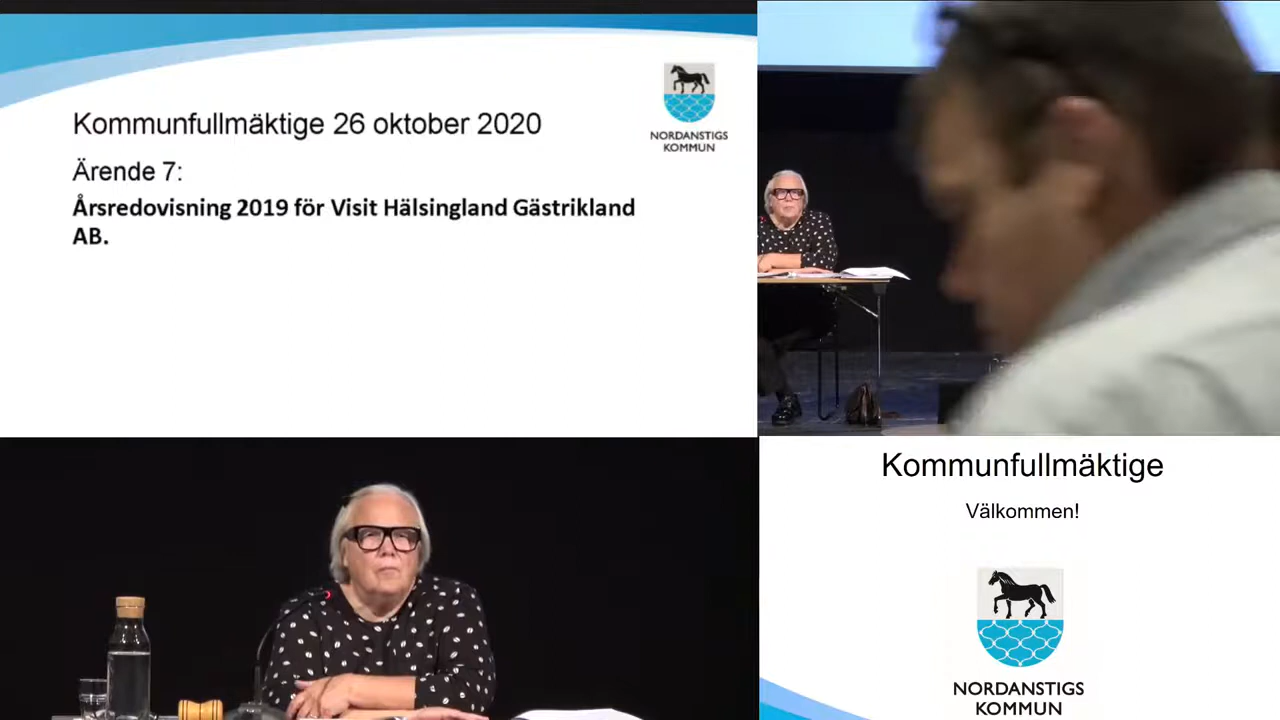 Kommunfullmäktige 26 oktober 2020
Ärende 7:
Årsredovisning 2019 för Visit Hälsingland Gästrikland
AB.
NORDANSTIGS
KOMMUN
Kommunfullmäktige
Välkommen!
NORDANSTIGS
KOMMUN